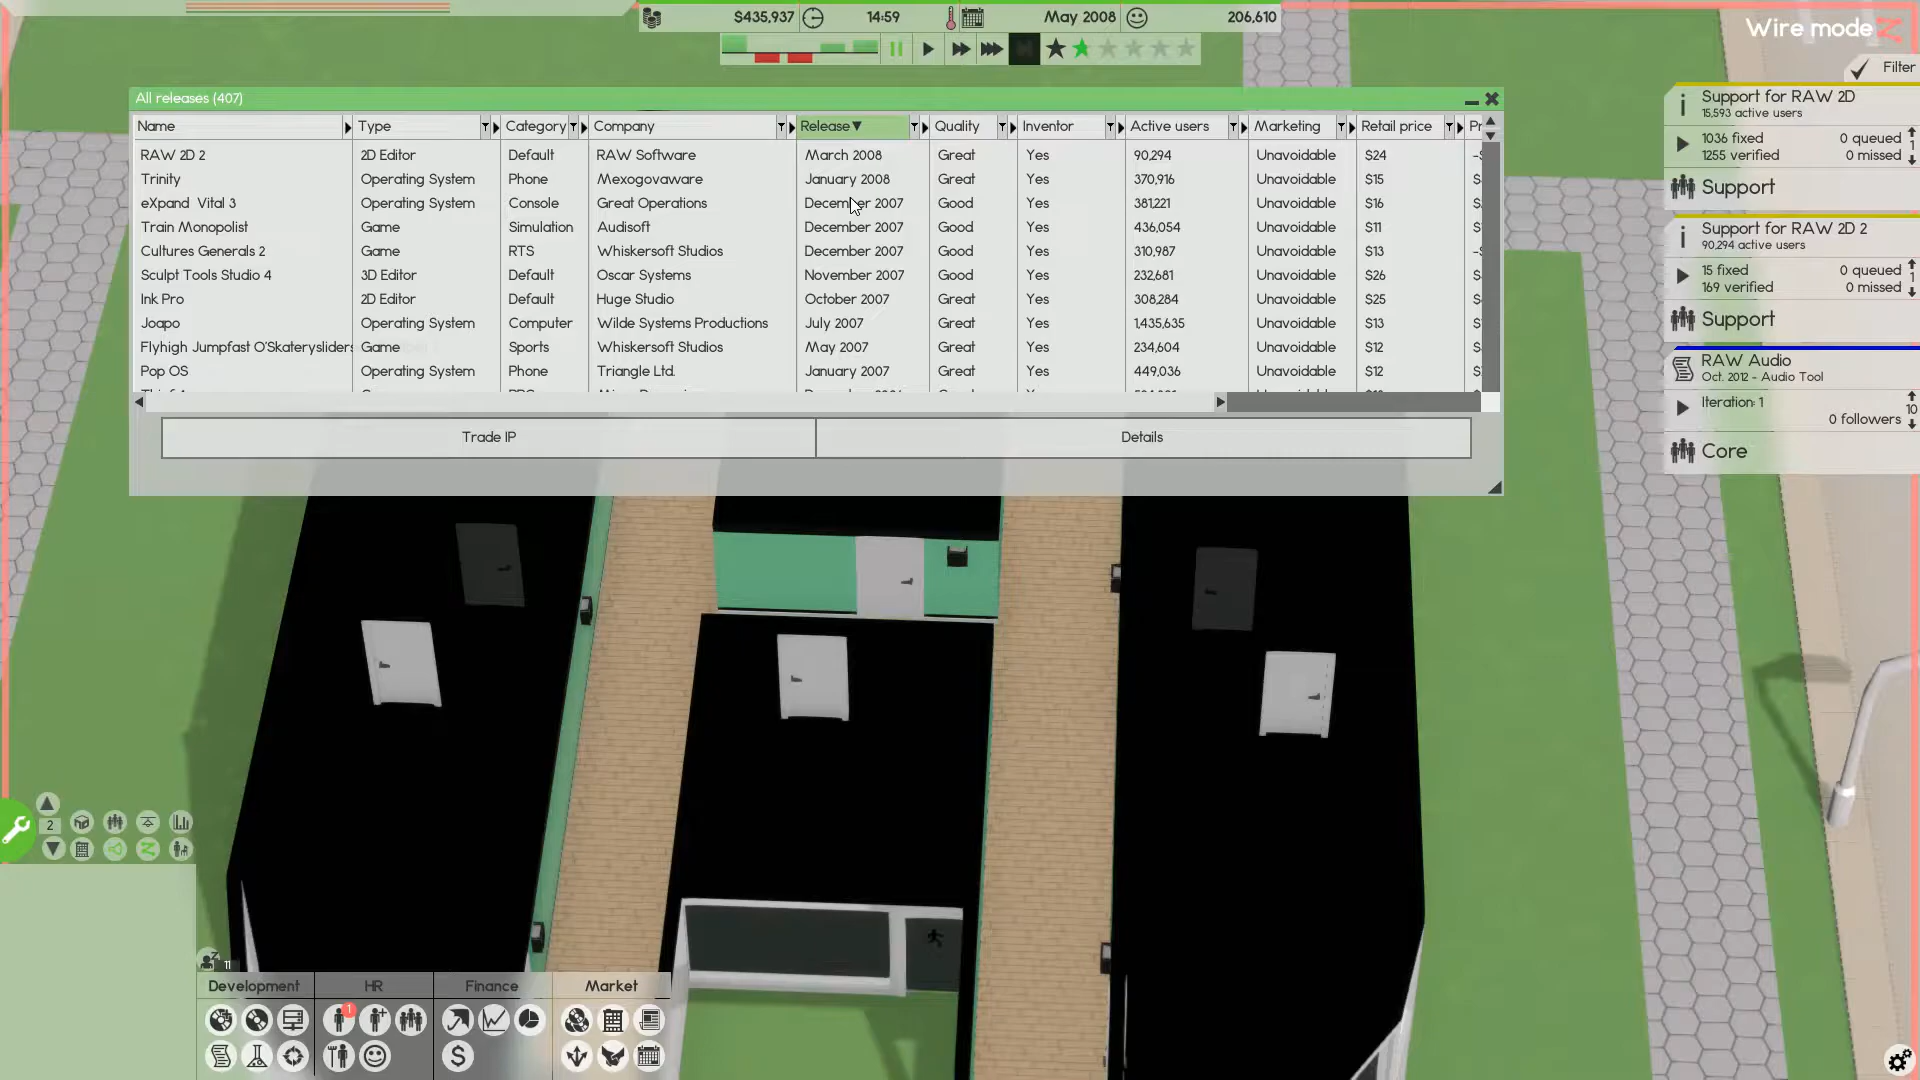 $435,937 14:59 May 2008 206,610
Wire mode
Filter
All releases (407)
Name Type Category Company Release Quality Inventor Active users Marketing Retail price
RAW 2D 2 2D Editor Default RAW Software March 2008 Great Yes 90,294 Unavoidable $24
Trinity Operating System Phone Mexogovaware January 2008 Great Yes 370,916 Unavoidable $15
eXpand Vital 3 Operating System Console Great Operations December 2007 Good Yes 381,221 Unavoidable $16
Train Monopolist Game Simulation Audisoft December 2007 Good Yes 436,054 Unavoidable $11
Cultures Generals 2 Game RTS Whiskersoft Studios December 2007 Good Yes 310,987 Unavoidable $13
Sculpt Tools Studio 4 3D Editor Default Oscar Systems November 2007 Good Yes 232,681 Unavoidable $26
Ink Pro 2D Editor Default Huge Studio October 2007 Great Yes 308,284 Unavoidable $25
Joapo Operating System Computer Wilde Systems Productions July 2007 Great Yes 1,435,635 Unavoidable $13
Flyhigh Jumpfast O'Skatersliders Game Sports Whiskersoft Studios May 2007 Great Yes 234,604 Unavoidable $12
Pop OS Operating System Phone Triangle Ltd. January 2007 Great Yes 449,036 Unavoidable $12
Trade IP Details
Support for RAW 2D
15,593 active users
1036 fixed 0 queued
1
1255 verified 0 missed
Support
Support for RAW 2D 2
90,294 active users
15 fixed 0 queued
1
169 verified 0 missed
Support
RAW Audio
Oct. 2012 - Audio Tool
Iteration: 1
10
0 followers
Core
2
11
Development HR Finance Market
1